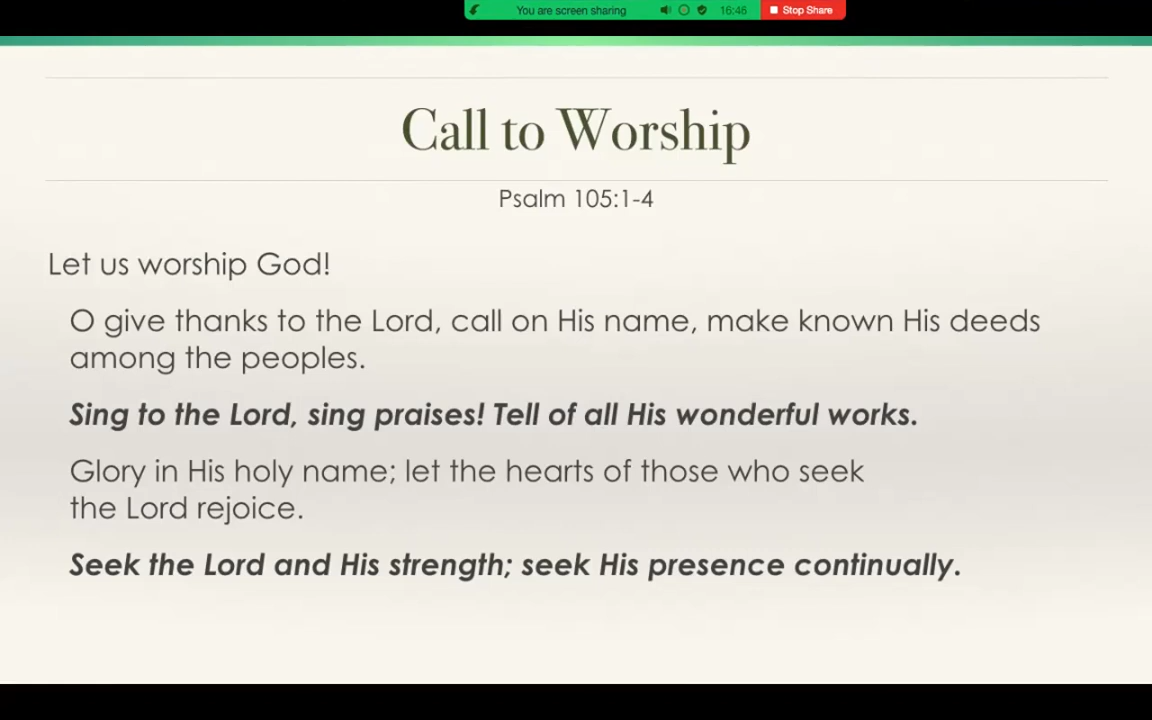 You are screen sharing 16:46 Stop Share
Call to Worship
Psalm 105:1-4
Let us worship God!
O give thanks to the Lord, call on His name, make known His deeds
among the peoples.
Sing to the Lord, sing praises! Tell of all His wonderful works.
Glory in His holy name; let the hearts of those who seek
the Lord rejoice.
Seek the Lord and His strength; seek His presence continually.